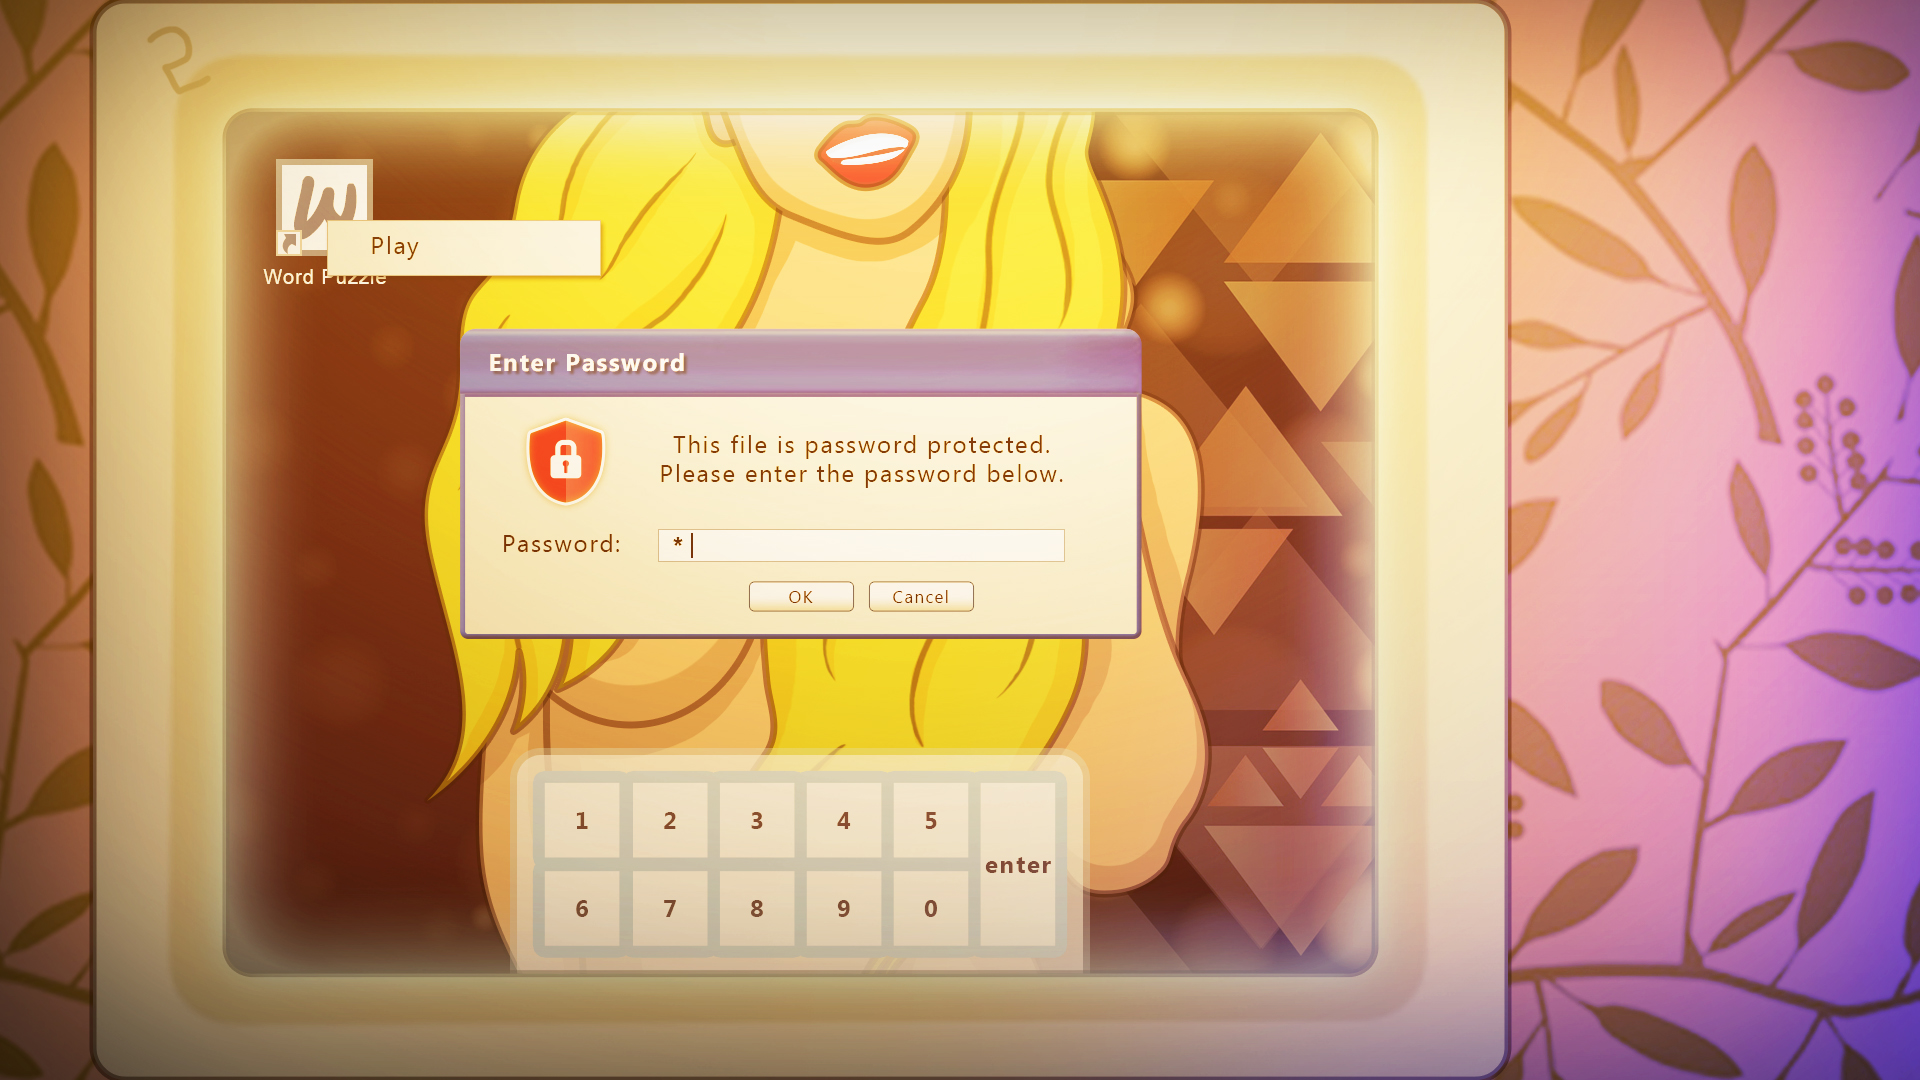 2
W
Play
Word Puzzle
Enter Password
This file is password protected.
Please enter the password below.
Password: *
OK Cancel
1 2 3 4 5
enter
6 7 8 9 0